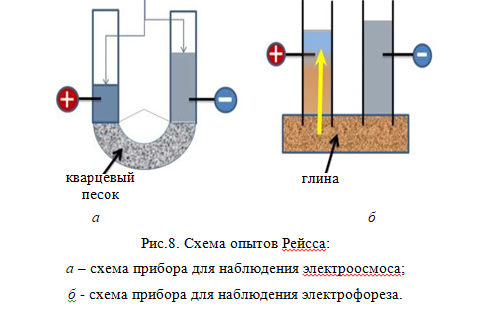 +
−
+
−
кварцевый
песок
глина
а
б
Рис.8. Схема опытов Рейсса:
а – схема прибора для наблюдения электроосмоса;
б - схема прибора для наблюдения электрофореза.